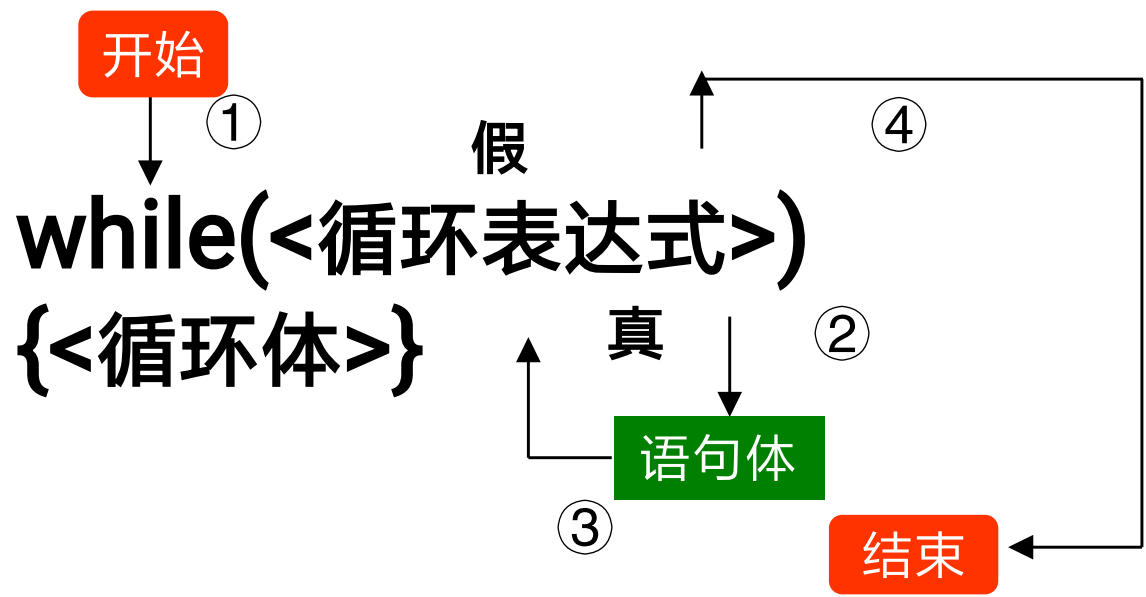 开始
①
④
假
while(<循环表达式>)
真
②
{<循环体>}
语句体
③
结束